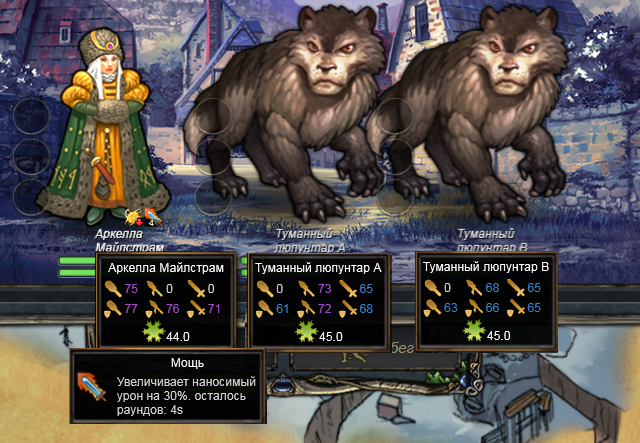 Аркелла
Майлстрам
Туманный
люпунтар А
Туманный
люпунтар В
Аркелла Майлстрам
75 0 0
77 76 71
44.0
Туманный люпунтар А
0 73 65
61 72 68
45.0
Туманный люпунтар В
0 68 65
63 66 65
45.0
Мощь
Увеличивает наносимый
урон на 30%. осталось
раундов: 4s